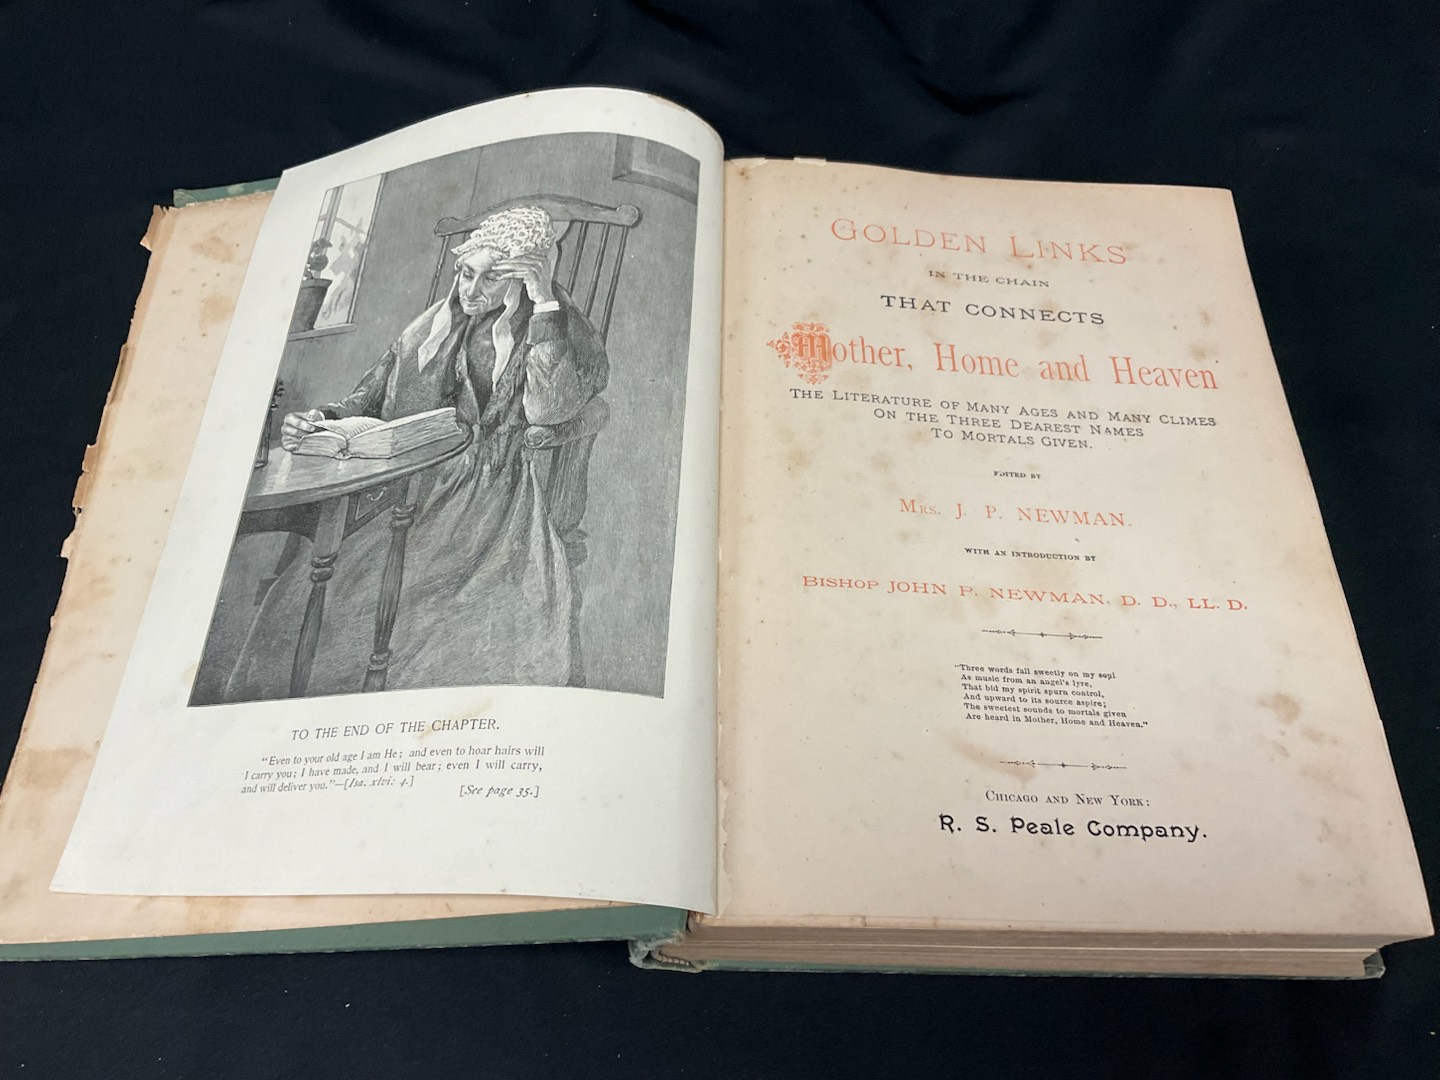 TO THE END OF THE CHAPTER.
"Even to your old age I am He; and even to hoar hairs will
I carry you; I have made, and I will bear; even I will carry,
and will deliver you."—[Isa. xlvi: 4.]
[See page 35.]
GOLDEN LINKS
IN THE CHAIN
THAT CONNECTS
Mother, Home and Heaven
THE LITERATURE OF MANY AGES AND MANY CLIMES
ON THE THREE DEAREST NAMES
TO MORTALS GIVEN.
EDITED BY
MRS. J. P. NEWMAN.
WITH AN INTRODUCTION BY
BISHOP JOHN P. NEWMAN, D. D., LL. D.
"Three words fall sweetly on my soul
As music from an angel's lyre,
That bid my spirit spurn control,
And upward to its source aspire;
The sweetest sounds to mortals given
Are heard in Mother, Home and Heaven."
CHICAGO AND NEW YORK:
R. S. Peale Company.